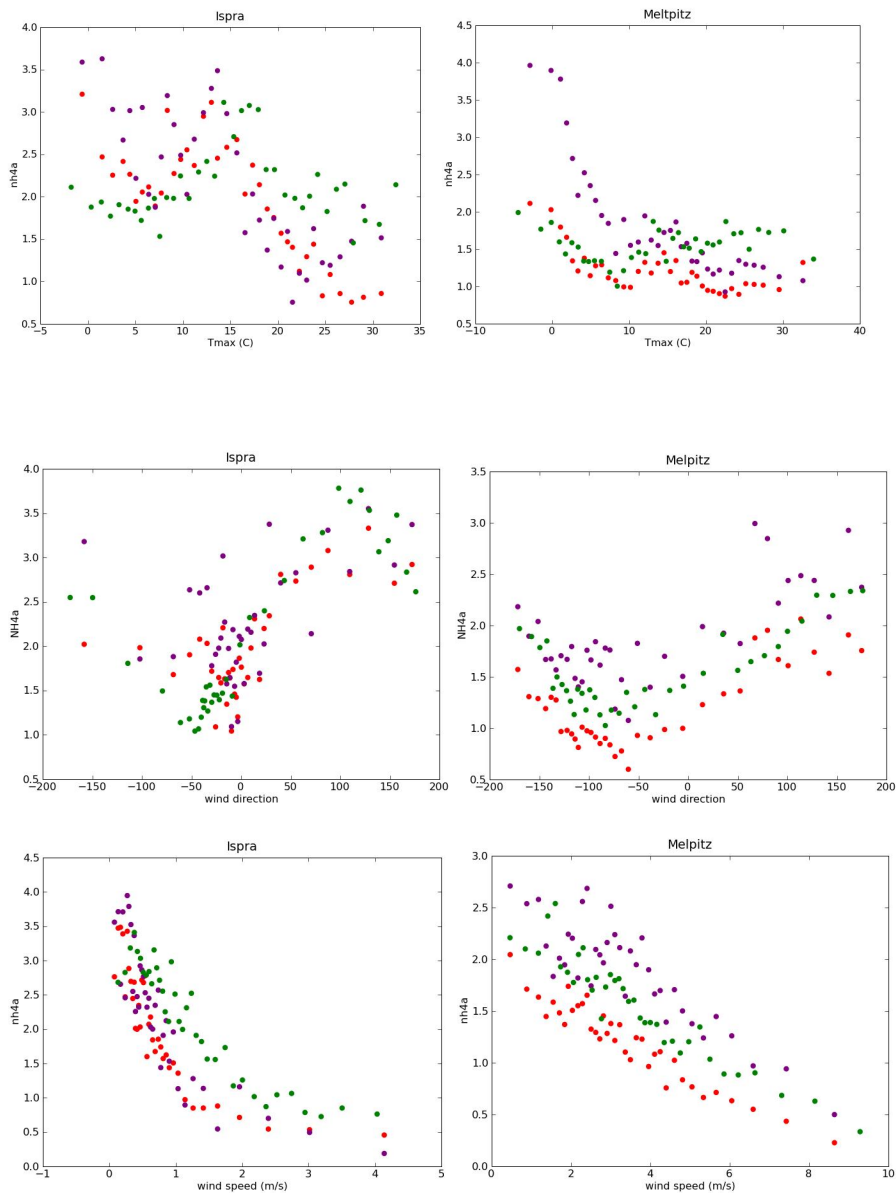 Ispra
4.0
3.5
3.0
2.5
2.0
1.5
1.0
0.5
nh4a
−5 0 5 10 15 20 25 30 35
Tmax (C)
Meltpitz
4.5
4.0
3.5
3.0
2.5
2.0
1.5
1.0
0.5
nh4a
−10 0 10 20 30 40
Tmax (C)
Ispra
4.0
3.5
3.0
2.5
2.0
1.5
1.0
0.5
NH4a
−200 −150 −100 −50 0 50 100 150 200
wind direction
Melpitz
3.5
3.0
2.5
2.0
1.5
1.0
0.5
NH4a
−200 −150 −100 −50 0 50 100 150 200
wind direction
Ispra
4.5
4.0
3.5
3.0
2.5
2.0
1.5
1.0
0.5
0.0
nh4a
−1 0 1 2 3 4 5
wind speed (m/s)
Melpitz
3.0
2.5
2.0
1.5
1.0
0.5
0.0
nh4a
0 2 4 6 8 10
wind speed (m/s)